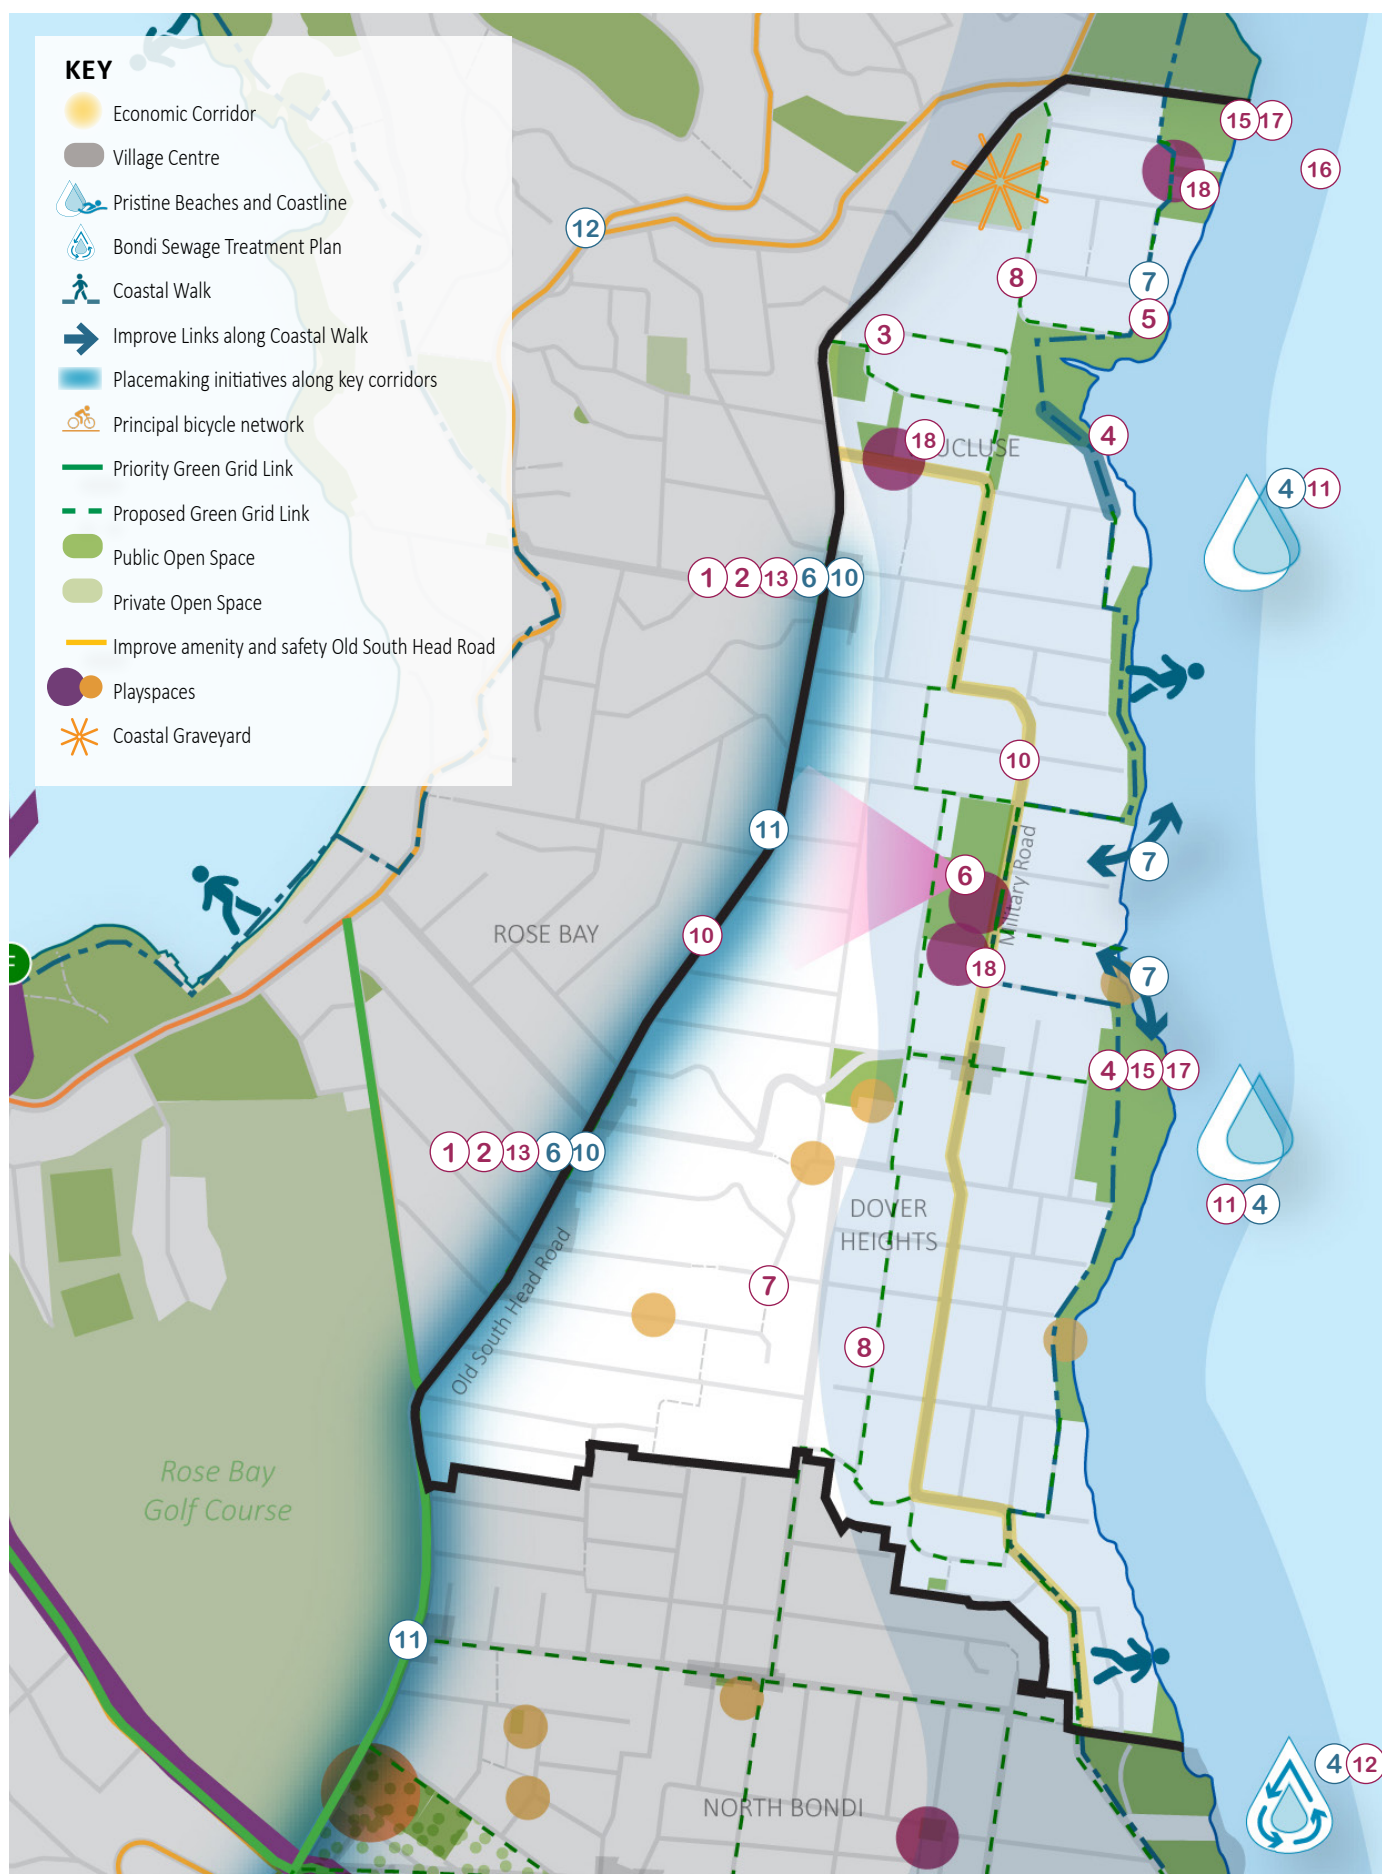 KEY
Economic Corridor
Village Centre
Pristine Beaches and Coastline
Bondi Sewage Treatment Plan
Coastal Walk
Improve Links along Coastal Walk
Placemaking initiatives along key corridors
Principal bicycle network
Priority Green Grid Link
Proposed Green Grid Link
Public Open Space
Private Open Space
Improve amenity and safety Old South Head Road
Playspaces
Coastal Graveyard
15 17
16
18
12
8
7
5
3
4
18
UCLUSE
4 11
1 2 13 6 10
10
11
7
6
Military Road
ROSE BAY
10
18
7
F
4 15 17
1 2 13 6 10
11 4
DOVER
HEIGHTS
7
Old South Head Road
8
Rose Bay
Golf Course
11
4 12
NORTH BONDI